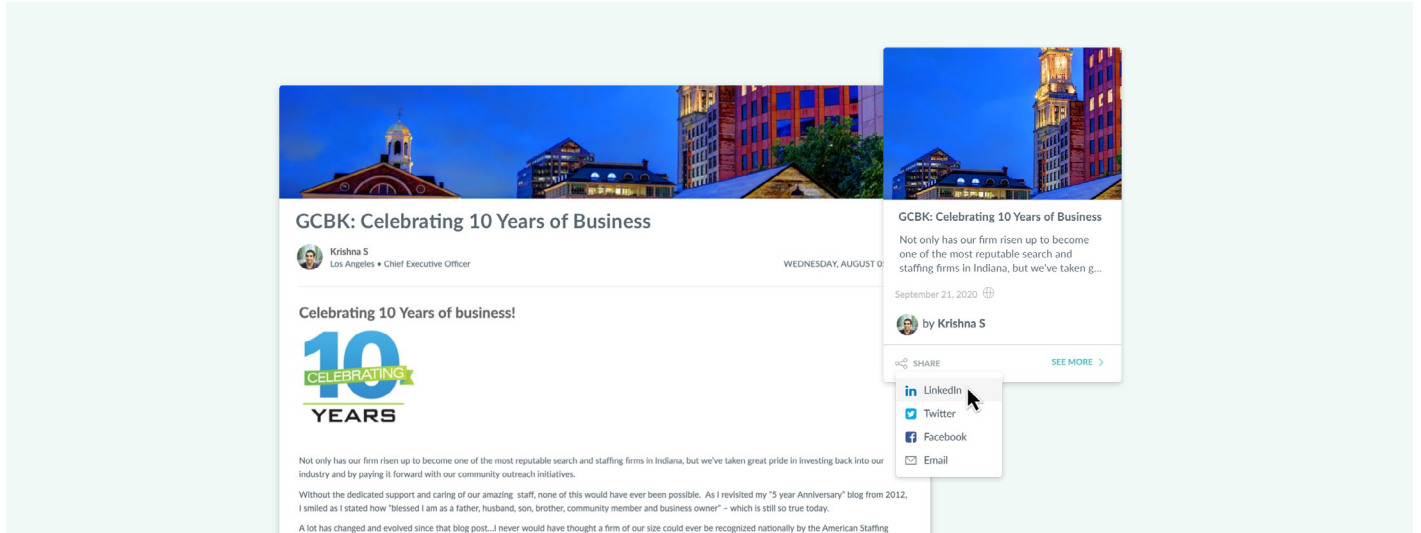 GCBK: Celebrating 10 Years of Business
Krishna S
Los Angeles • Chief Executive Officer
WEDNESDAY, AUGUST
Celebrating 10 Years of business!
10
CELEBRATING
YEARS
Not only has our firm risen up to become one of the most reputable search and staffing firms in Indiana, but we've taken great pride in investing back into our
industry and by paying it forward with our community outreach initiatives.
Without the dedicated support and caring of our amazing staff, none of this would have ever been possible. As I revisited my "5 year Anniversary" blog from 2012,
I smiled as I stated how "blessed I am as a father, husband, son, brother, community member and business owner" – which is still so true today.
A lot has changed and evolved since that blog post...I never would have thought a firm of our size could ever be recognized nationally by the American Staffing
GCBK: Celebrating 10 Years of Business
Not only has our firm risen up to become
one of the most reputable search and
staffing firms in Indiana, but we've taken g...
September 21, 2020
by Krishna S
SHARE
SEE MORE
LinkedIn
Twitter
Facebook
Email